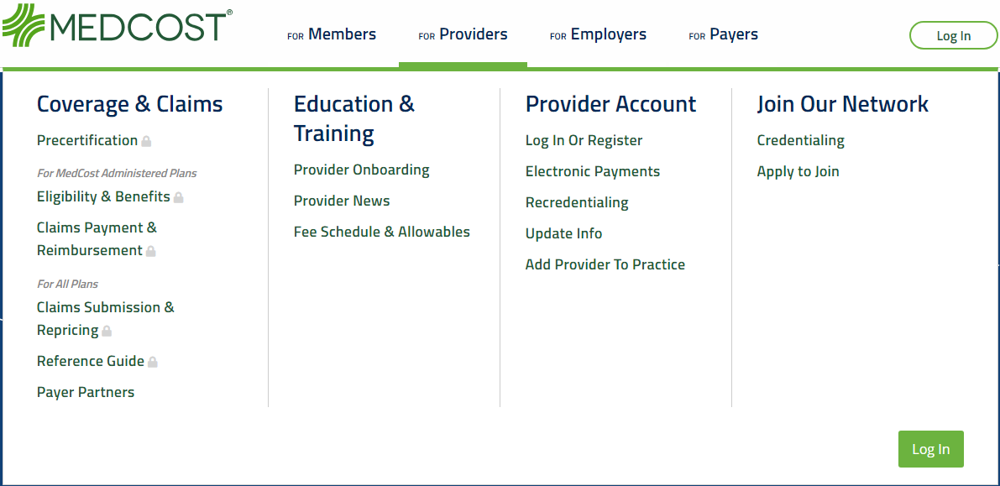 MEDCOST®
FOR Members
FOR Providers
FOR Employers
FOR Payers
Log In
Coverage & Claims
Precertification
For MedCost Administered Plans
Eligibility & Benefits
Claims Payment &
Reimbursement
For All Plans
Claims Submission &
Repricing
Reference Guide
Payer Partners
Education &
Training
Provider Onboarding
Provider News
Fee Schedule & Allowables
Provider Account
Log In Or Register
Electronic Payments
Recredentialing
Update Info
Add Provider To Practice
Join Our Network
Credentialing
Apply to Join
Log In